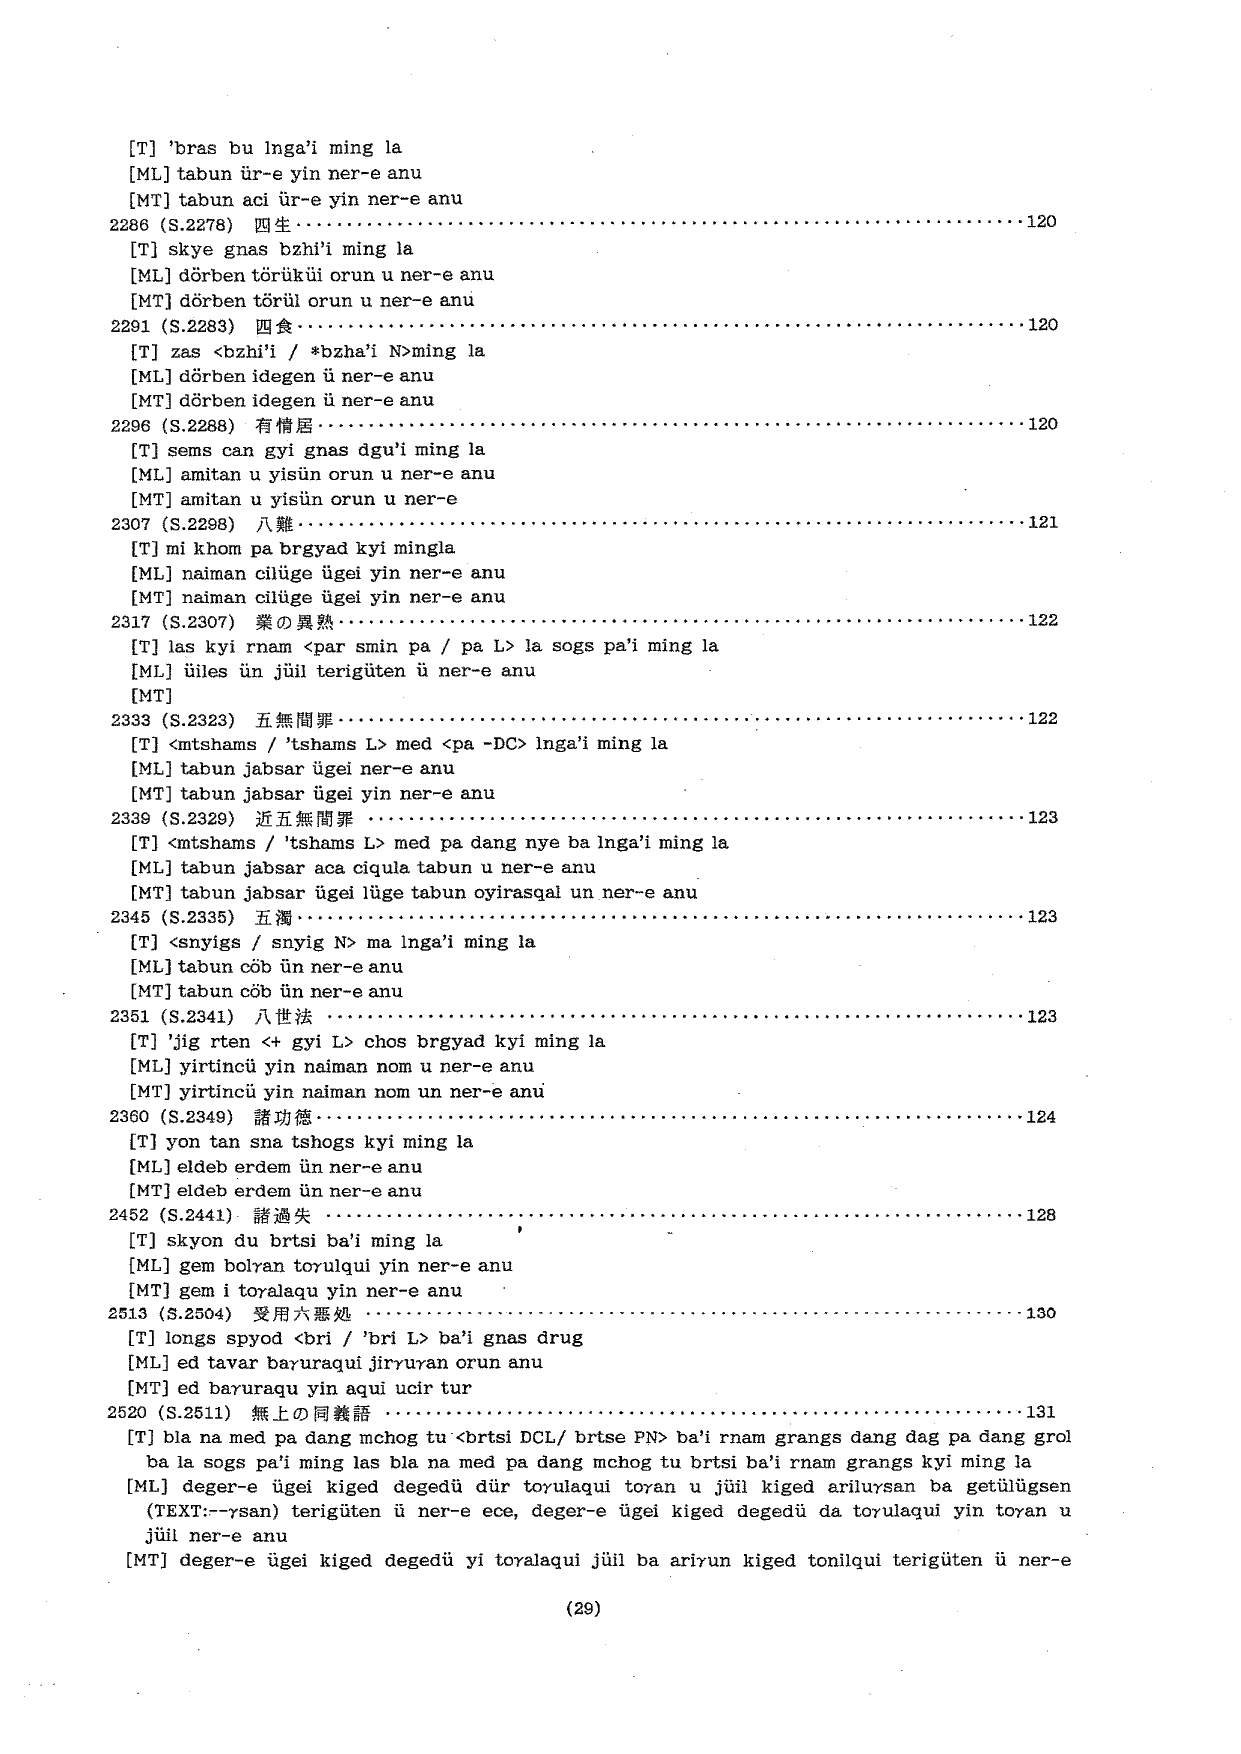 [T] 'bras bu lnga'i ming la
[ML] tabun ür-e yin ner-e anu
[MT] tabun aci ür-e yin ner-e anu
2286 (S.2278) 四生⋯⋯⋯⋯⋯⋯⋯⋯⋯⋯⋯⋯⋯⋯⋯⋯120
[T] skye gnas bzhi'i ming la
[ML] dörben törüküi orun u ner-e anu
[MT] dörben törül orun u ner-e anu
2291 (S.2283) 四食⋯⋯⋯⋯⋯⋯⋯⋯⋯⋯⋯⋯⋯⋯⋯⋯120
[T] zas <bzhi'i / *bzha'i N>ming la
[ML] dörben idegen ü ner-e anu
[MT] dörben idegen ü ner-e anu
2296 (S.2288) 有情居⋯⋯⋯⋯⋯⋯⋯⋯⋯⋯⋯⋯⋯⋯⋯⋯120
[T] sems can gyi gnas dgu'i ming la
[ML] amitan u yisün orun u ner-e anu
[MT] amitan u yisün orun u ner-e
2307 (S.2298) 八難⋯⋯⋯⋯⋯⋯⋯⋯⋯⋯⋯⋯⋯⋯⋯⋯121
[T] mi khom pa brgyad kyi mingla
[ML] naiman cilüge ügei yin ner-e anu
[MT] naiman cilüge ügei yin ner-e anu
2317 (S.2307) 業の異熟⋯⋯⋯⋯⋯⋯⋯⋯⋯⋯⋯⋯⋯⋯⋯⋯122
[T] las kyi rnam <par smin pa / pa L> la sogs pa'i ming la
[ML] üiles ün jüil terigüten ü ner-e anu
[MT]
2333 (S.2323) 五無間罪⋯⋯⋯⋯⋯⋯⋯⋯⋯⋯⋯⋯⋯⋯⋯⋯122
[T] <mtshams / 'tshams L> med <pa -DC> lnga'i ming la
[ML] tabun jabsar ügei ner-e anu
[MT] tabun jabsar ügei yin ner-e anu
2339 (S.2329) 近五無間罪 ⋯⋯⋯⋯⋯⋯⋯⋯⋯⋯⋯⋯⋯⋯⋯⋯123
[T] <mtshams / 'tshams L> med pa dang nye ba lnga'i ming la
[ML] tabun jabsar aca ciqula tabun u ner-e anu
[MT] tabun jabsar ügei lüge tabun oyirasqal un ner-e anu
2345 (S.2335) 五濁⋯⋯⋯⋯⋯⋯⋯⋯⋯⋯⋯⋯⋯⋯⋯⋯123
[T] <snyigs / snyig N> ma lnga'i ming la
[ML] tabun cöb ün ner-e anu
[MT] tabun cöb ün ner-e anu
2351 (S.2341) 八世法 ⋯⋯⋯⋯⋯⋯⋯⋯⋯⋯⋯⋯⋯⋯⋯⋯123
[T] 'jig rten <+ gyi L> chos brgyad kyi ming la
[ML] yirtincü yin naiman nom u ner-e anu
[MT] yirtincü yin naiman nom un ner-e anu
2360 (S.2349) 諸功徳⋯⋯⋯⋯⋯⋯⋯⋯⋯⋯⋯⋯⋯⋯⋯⋯124
[T] yon tan sna tshogs kyi ming la
[ML] eldeb erdem ün ner-e anu
[MT] eldeb erdem ün ner-e anu
2452 (S.2441) 諸過失 ⋯⋯⋯⋯⋯⋯⋯⋯⋯⋯⋯⋯⋯⋯⋯⋯128
[T] skyon du brtsi ba'i ming la
[ML] gem bolɤan toɤulqui yin ner-e anu
[MT] gem i toɤalaqu yin ner-e anu
2513 (S.2504) 受用六悪処 ⋯⋯⋯⋯⋯⋯⋯⋯⋯⋯⋯⋯⋯⋯⋯⋯130
[T] longs spyod <bri / 'bri L> ba'i gnas drug
[ML] ed tavar baɤuraqui jirɤuɤan orun anu
[MT] ed baɤuraqu yin aqui ucir tur
2520 (S.2511) 無上の同義語 ⋯⋯⋯⋯⋯⋯⋯⋯⋯⋯⋯⋯⋯⋯⋯⋯131
[T] bla na med pa dang mchog tu <brtsi DCL/ brtse PN> ba'i rnam grangs dang dag pa dang grol
ba la sogs pa'i ming las bla na med pa dang mchog tu brtsi ba'i rnam grangs kyi ming la
[ML] deger-e ügei kiged degedü dür toɤulaqui toɤan u jüil kiged ariluɤsan ba getülügsen
(TEXT:--ɤsan) terigüten ü ner-e ece, deger-e ügei kiged degedü da toɤulaqui yin toɤan u
jüil ner-e anu
[MT] deger-e ügei kiged degedü yi toɤalaqui jüil ba ariɤun kiged tonilqui terigüten ü ner-e
(29)